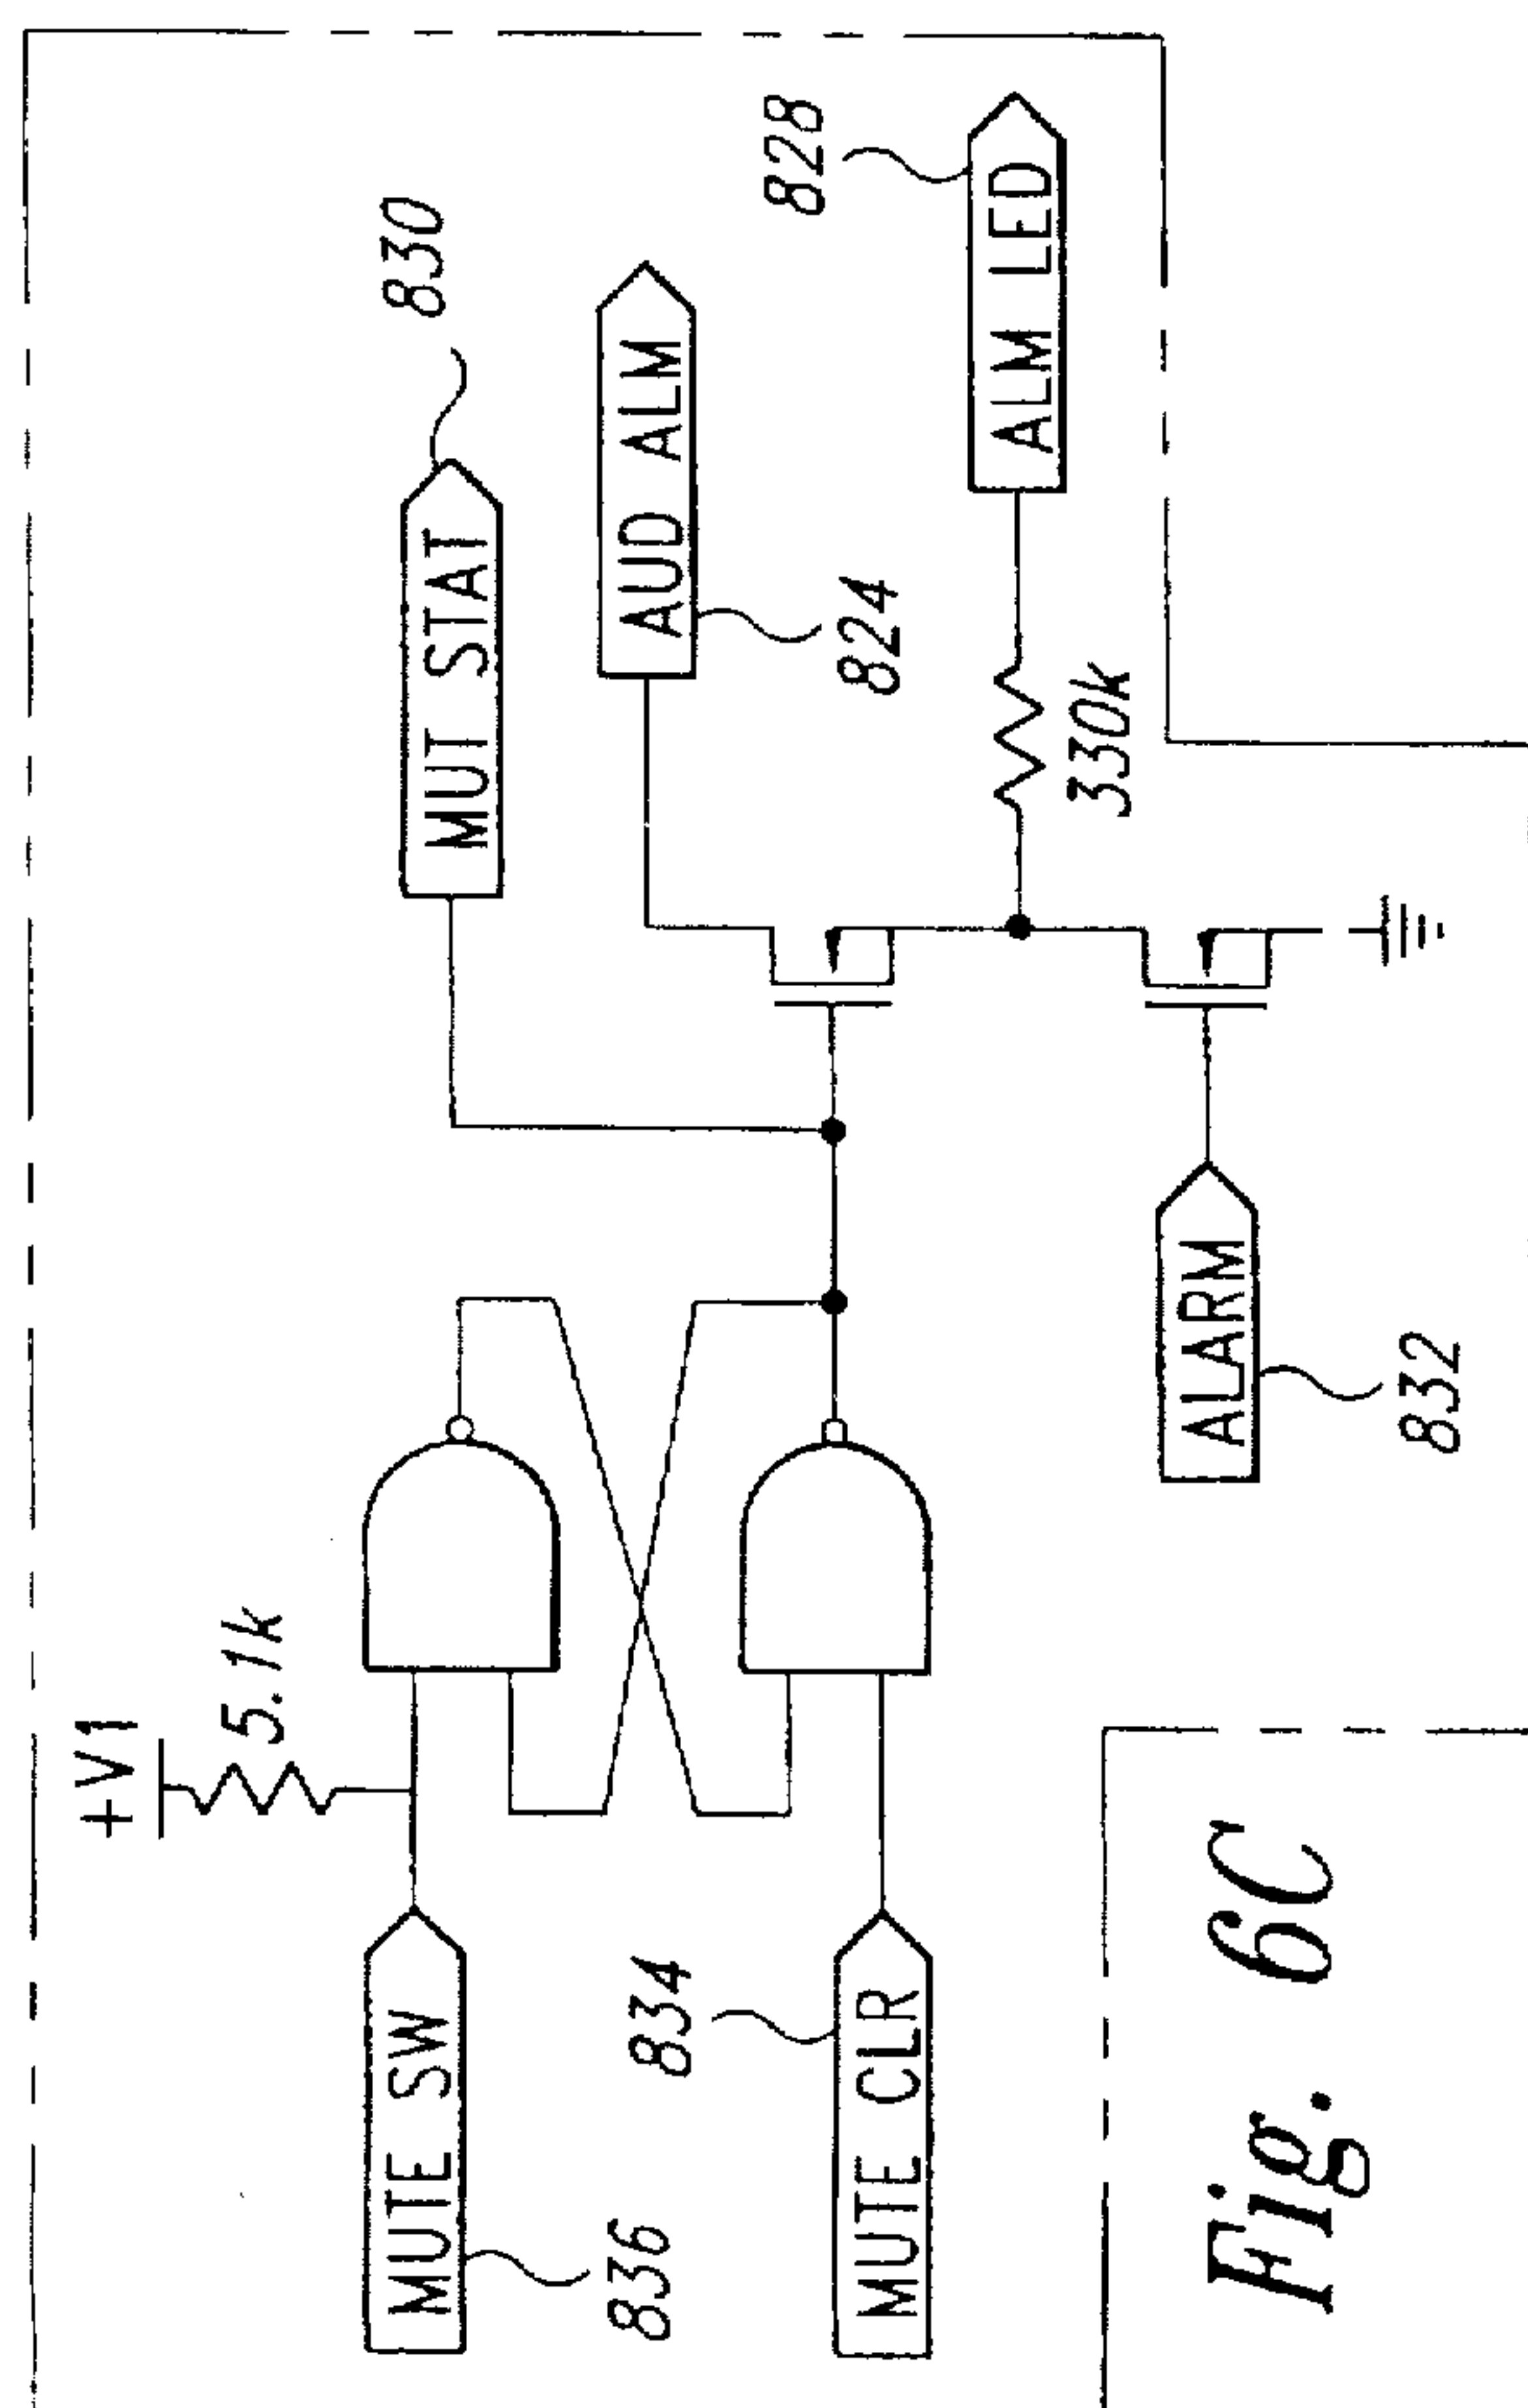 +V1
5.1k
MUTE SW
836
834
MUTE CLR
MUT STAT
830
AUD ALM
824
828
ALM LED
330k
ALARM
832
Fig. 6C